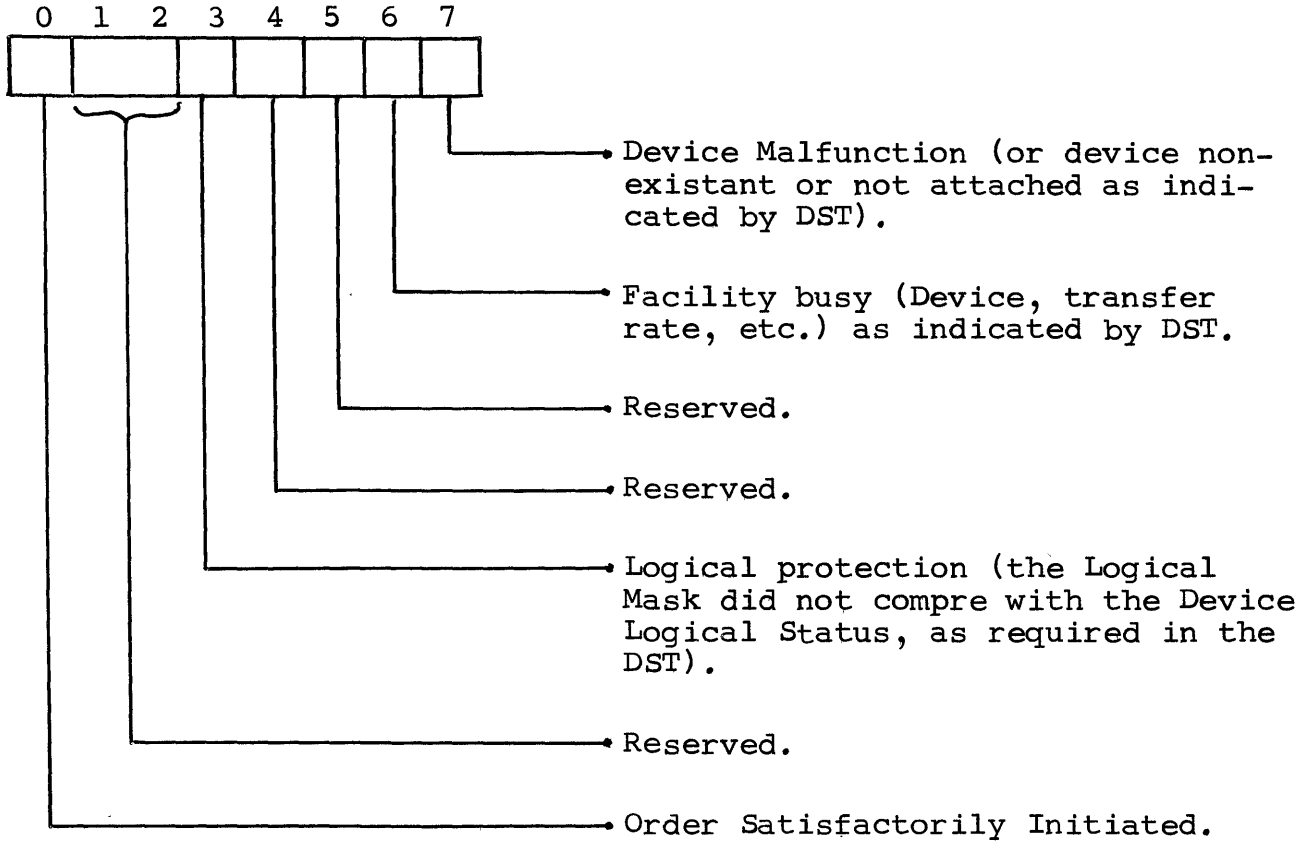 0 1 2 3 4 5 6 7
Device Malfunction (or device non-
existant or not attached as indi-
cated by DST).
Facility busy (Device, transfer
rate, etc.) as indicated by DST.
Reserved.
Reserved.
Logical protection (the Logical
Mask did not compre with the Device
Logical Status, as required in the
DST).
Reserved.
Order Satisfactorily Initiated.